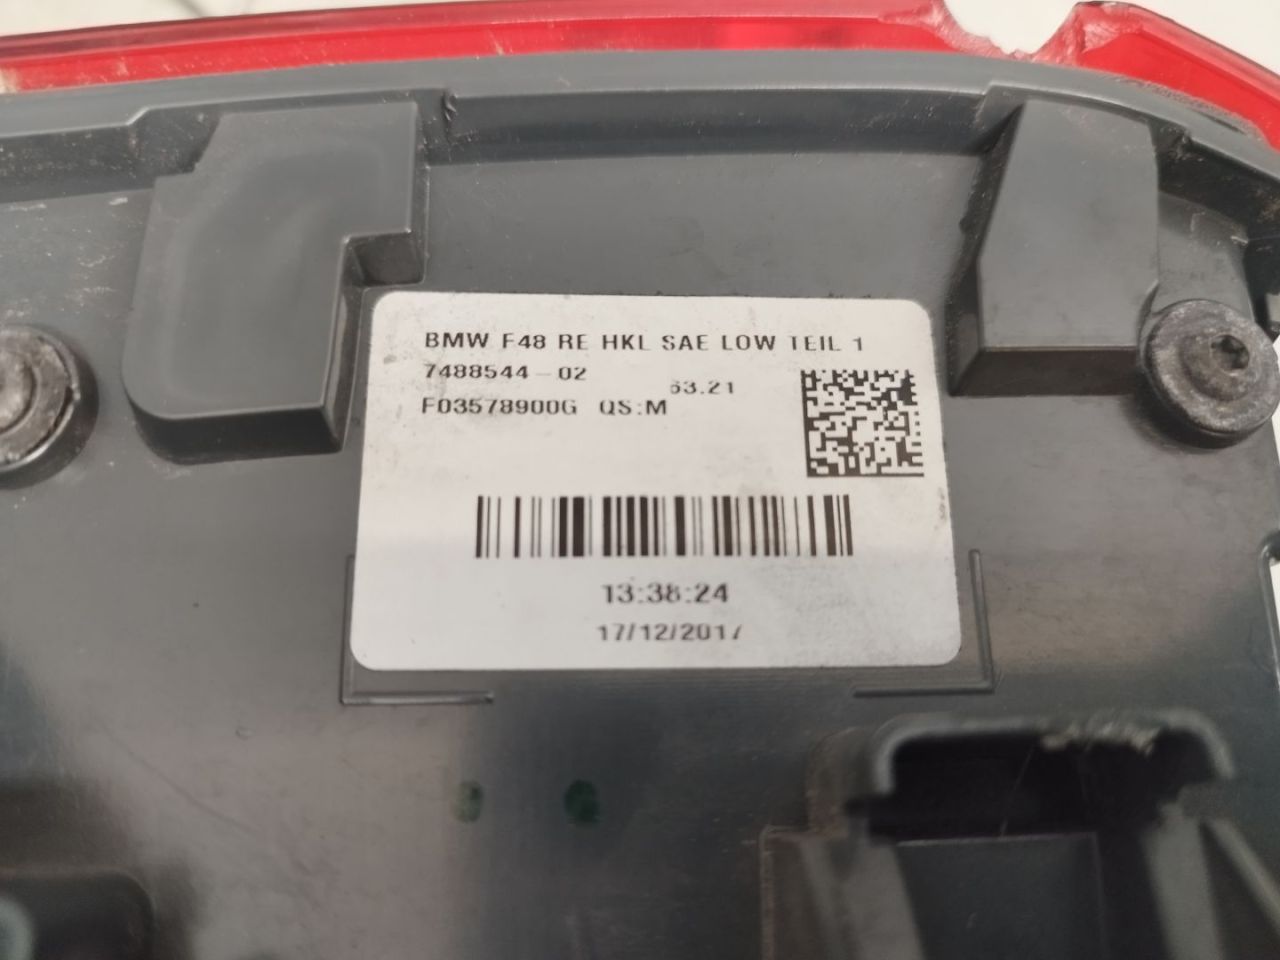 BMW F48 RE HKL SAE LOW TEIL 1
7488544-02 63.21
F03578900G QS:M
13:38:24
17/12/2017